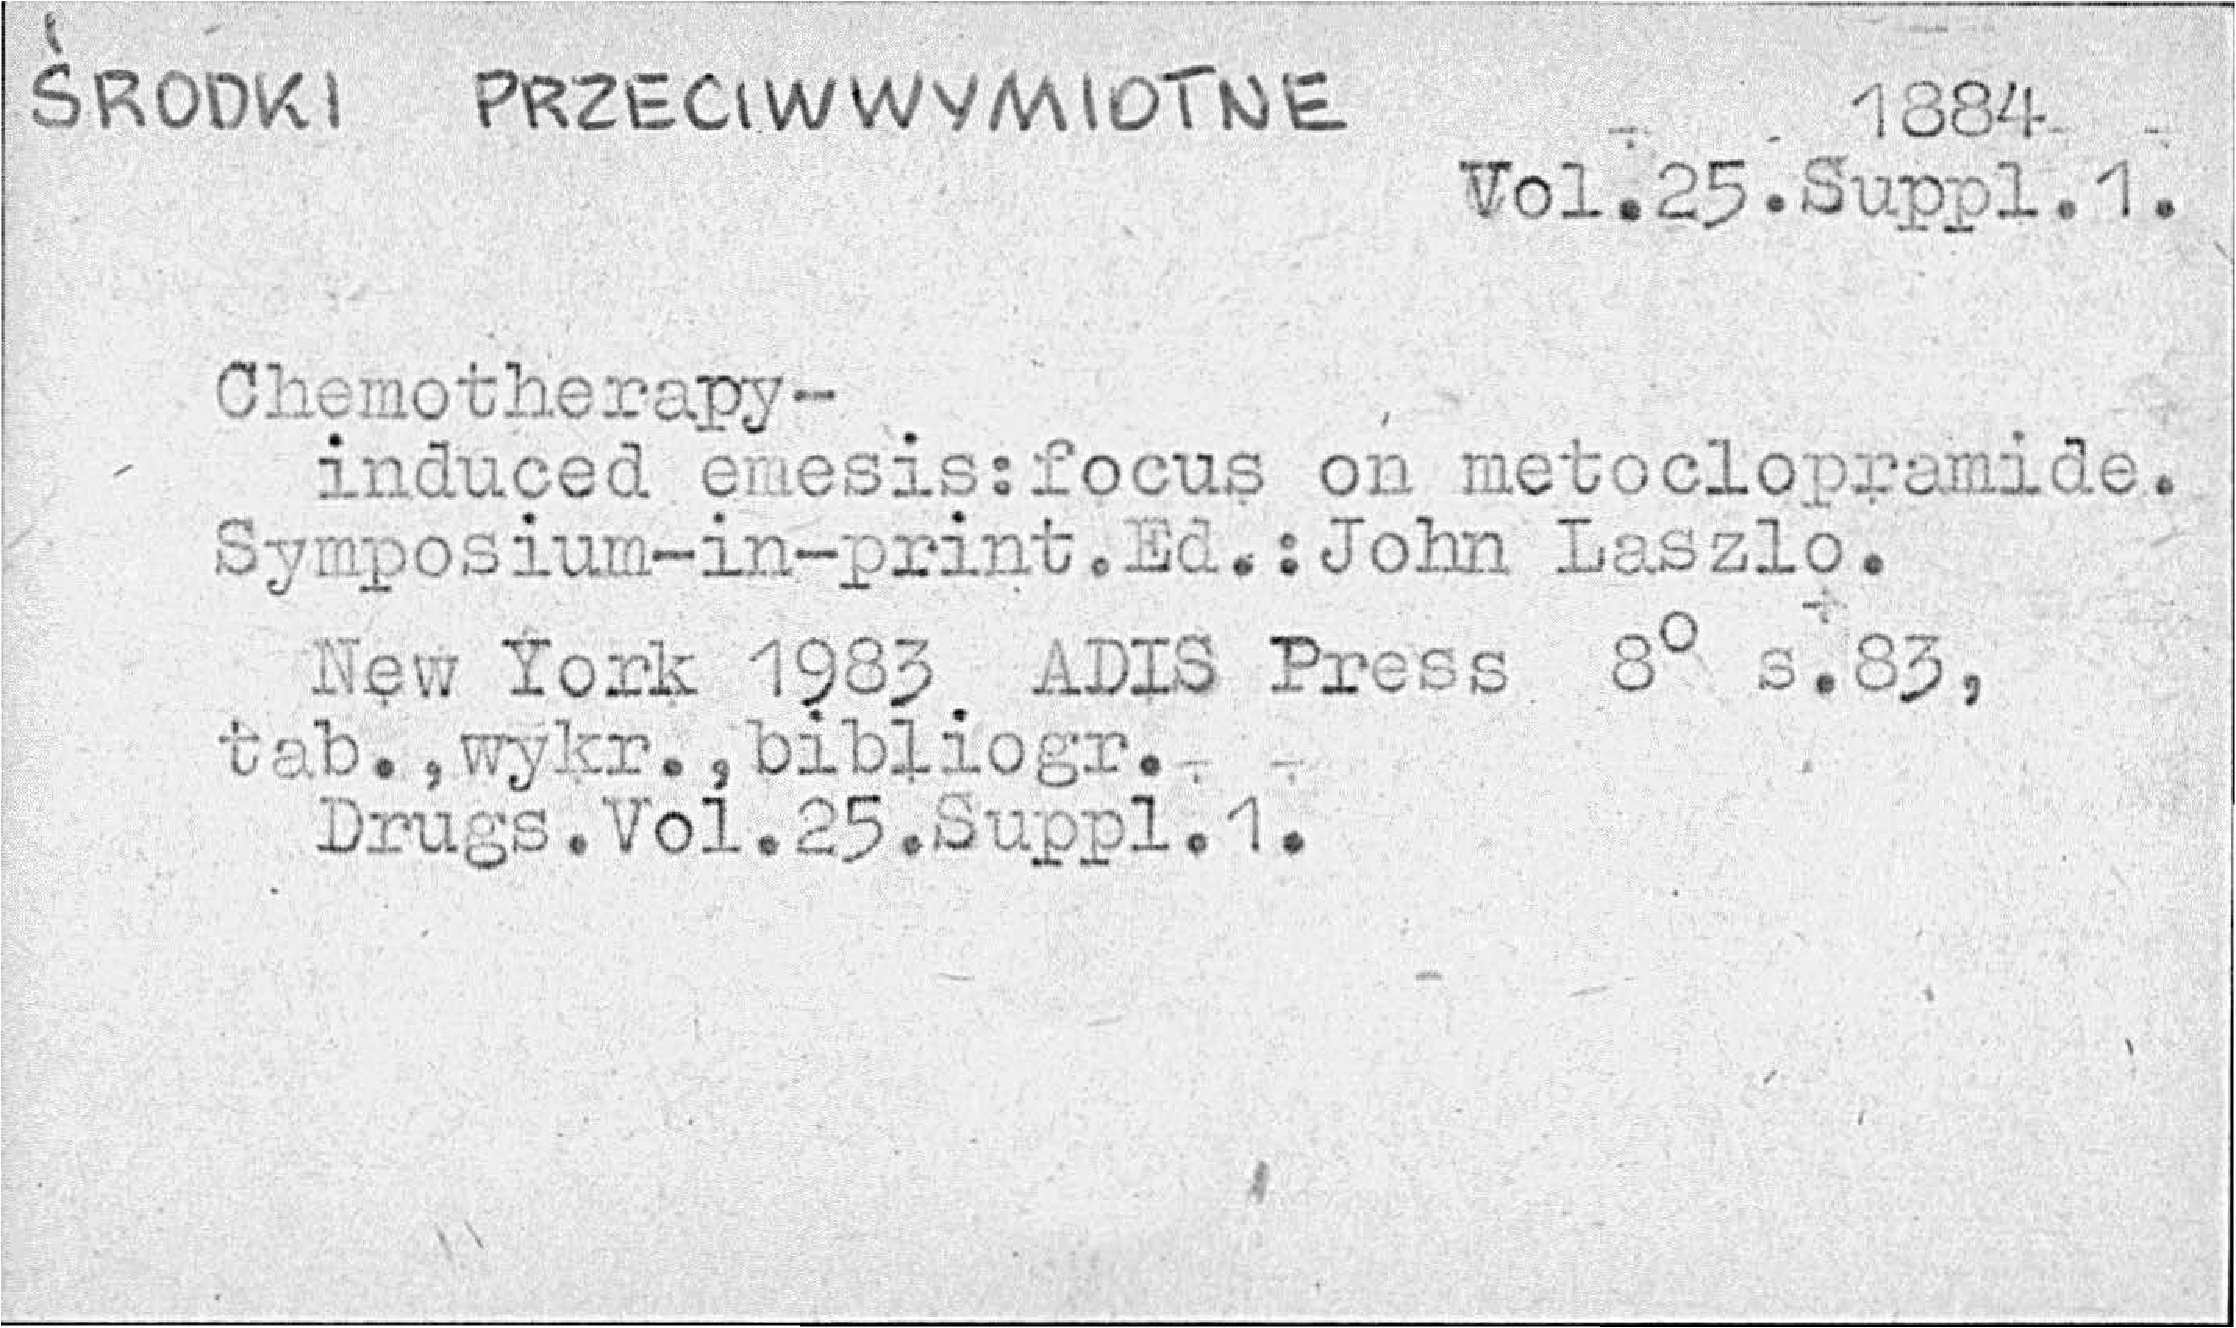 ŚRODKI PRZECIWWYMIOTNE
1884
Vol.25.Suppl.1.
Chemotherapy-
induced emesis:focus on metoclopramide.
Symposium-in-print.Ed.:John Laszlo.
New York 1983 ADIS Press 8º s.83,
tab.,wykr.,bibliogr.
Drugs.Vol.25.Suppl.1.